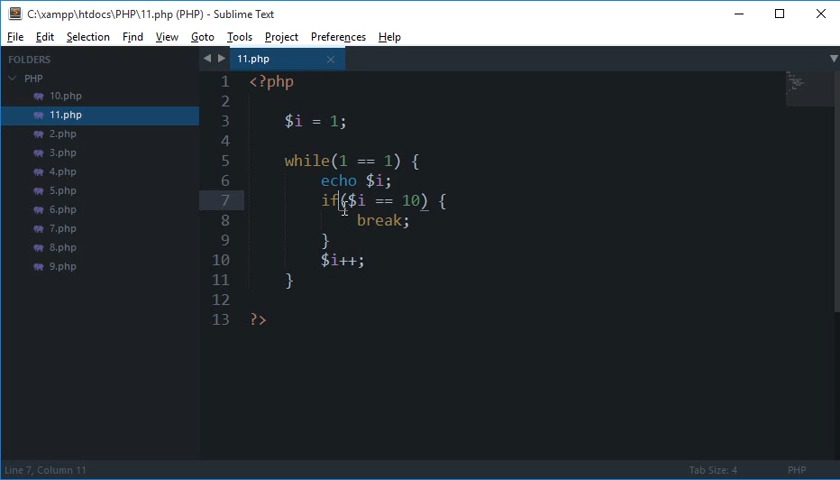 C:\xampp\htdocs\PHP\11.php (PHP) - Sublime Text
File Edit Selection Find View Goto Tools Project Preferences Help
FOLDERS
PHP
10.php
11.php
2.php
3.php
4.php
5.php
6.php
7.php
8.php
9.php
11.php
1 <?php
2
3 $i = 1;
4
5 while(1 == 1) {
6 echo $i;
7 if($i == 10) {
8 break;
9 }
10 $i++;
11 }
12
13 ?>
Line 7, Column 11 Tab Size: 4 PHP